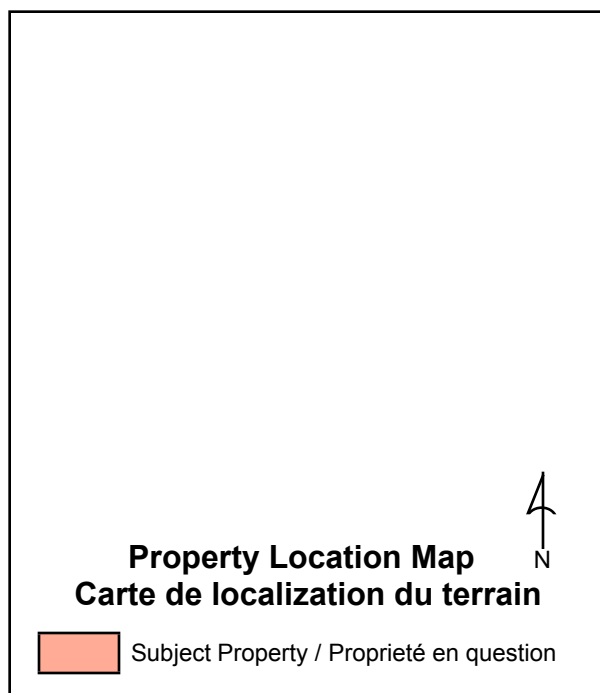 N
Property Location Map
Carte de localization du terrain
Subject Property / Proprieté en question